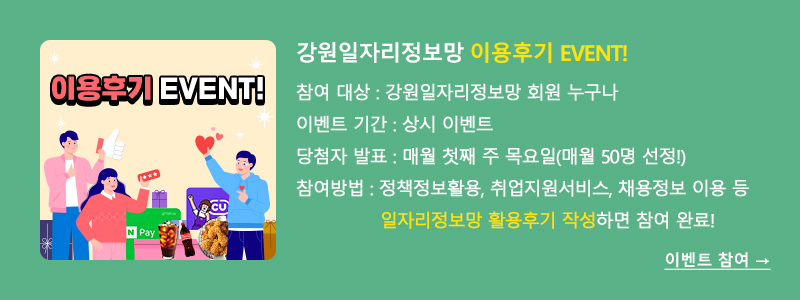 이용후기 EVENT!
N Pay
CU
강원일자리정보망 이용후기 EVENT!
참여 대상 : 강원일자리정보망 회원 누구나
이벤트 기간 : 상시 이벤트
당첨자 발표 : 매월 첫째 주 목요일(매월 50명 선정!)
참여방법 : 정책정보활용, 취업지원서비스, 채용정보 이용 등
일자리정보망 활용후기 작성하면 참여 완료!
이벤트 참여 →